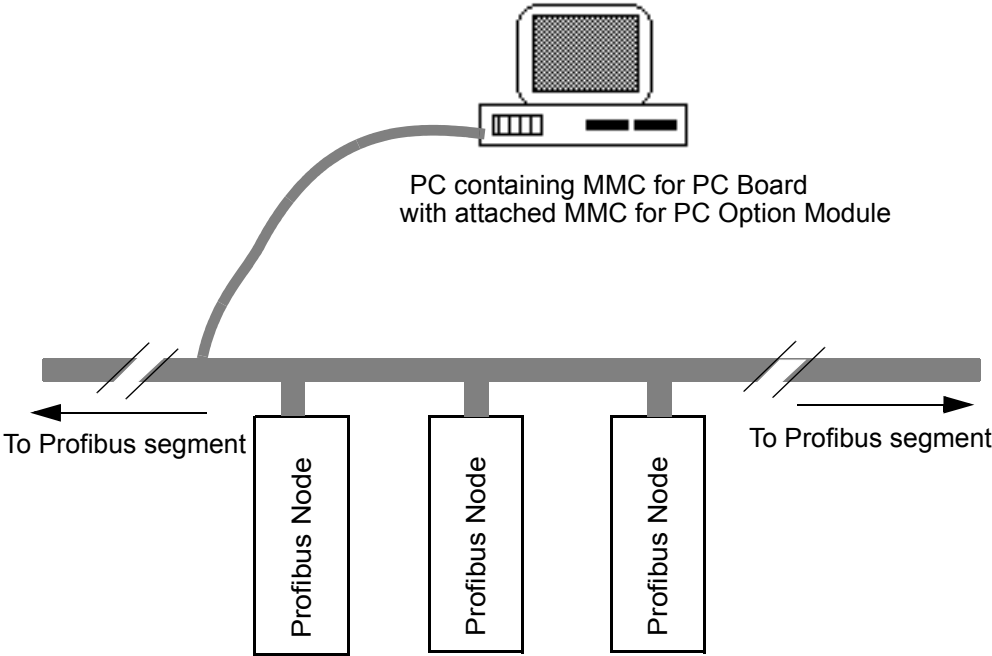 PC containing MMC for PC Board
with attached MMC for PC Option Module
To Profibus segment
To Profibus segment
Profibus Node
Profibus Node
Profibus Node